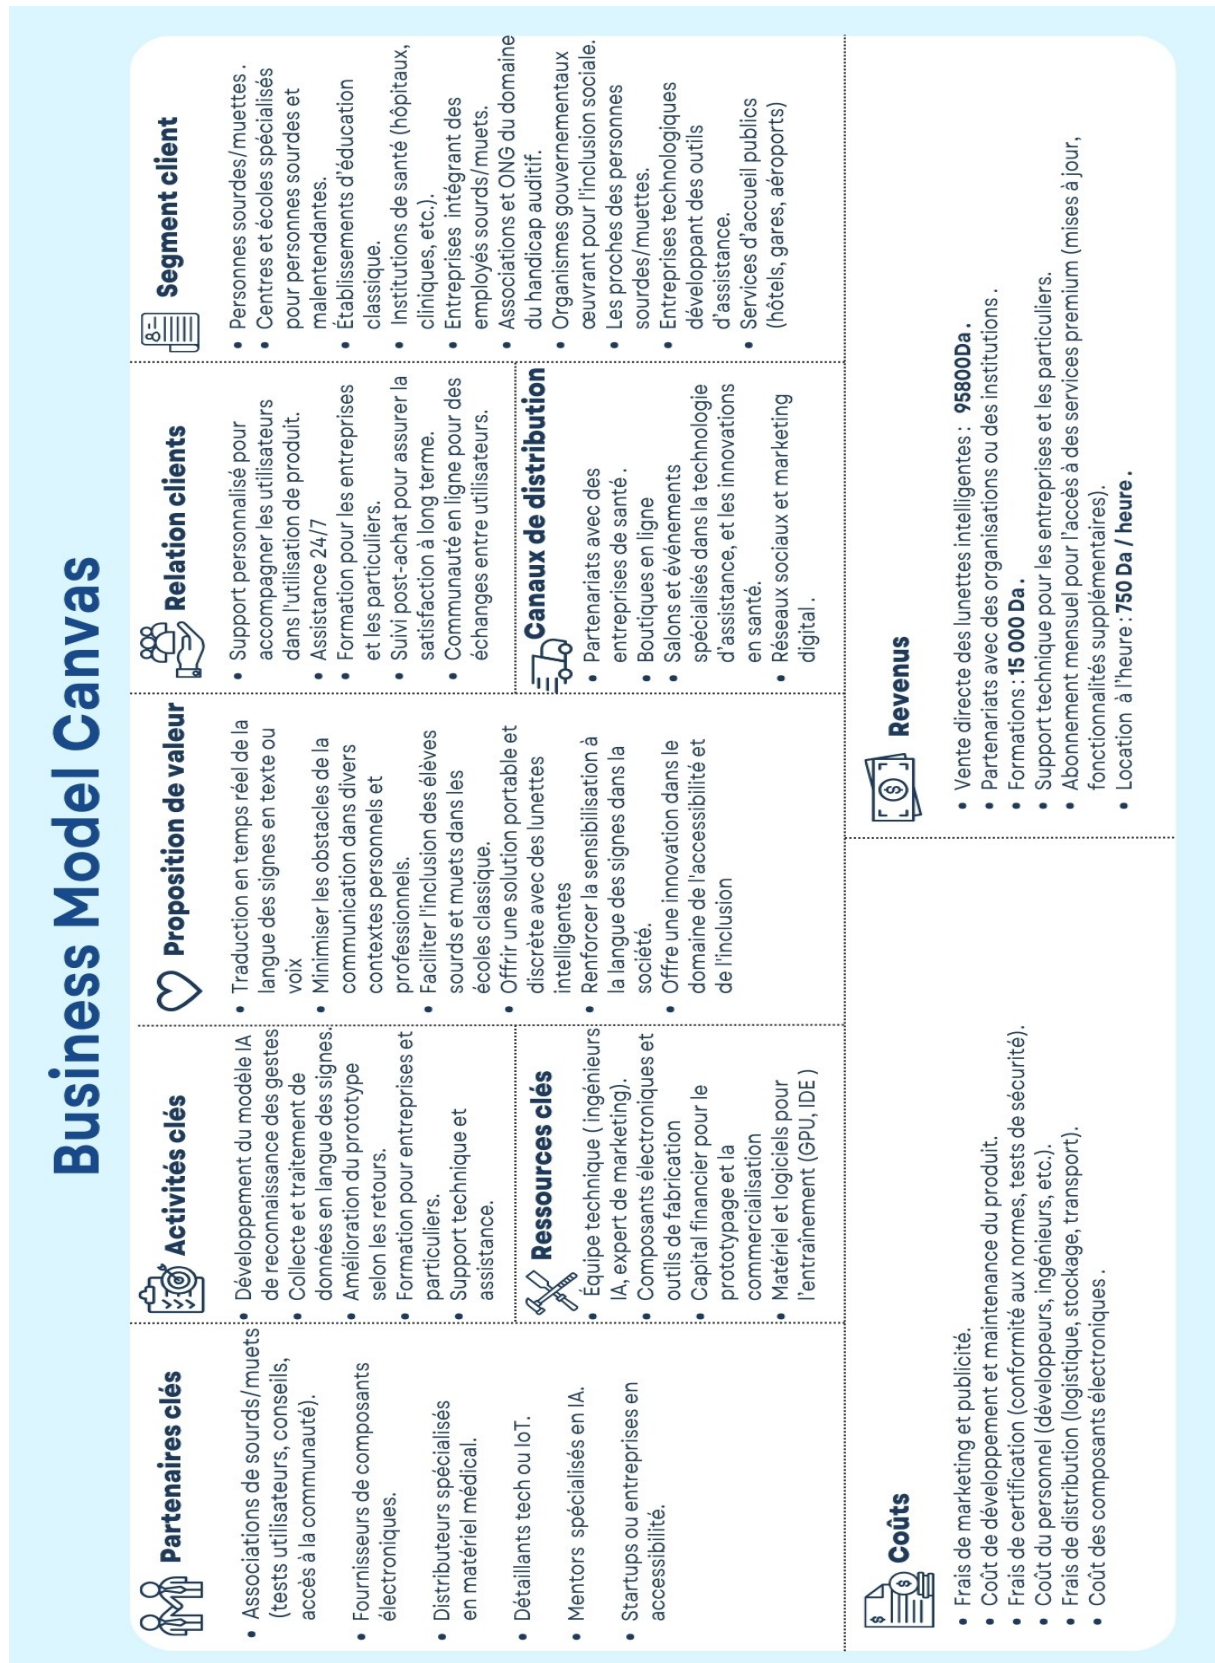 Business Model Canvas
Partenaires clés
• Associations de sourds/muets
(tests utilisateurs, conseils,
accès à la communauté).
• Fournisseurs de composants
électroniques.
• Distributeurs spécialisés
en matériel médical.
• Détaillants tech ou IoT.
• Mentors spécialisés en IA.
• Startups ou entreprises en
accessibilité.
Activités clés
• Développement du modèle IA
de reconnaissance des gestes
• Collecte et traitement de
données en langue des signes.
• Amélioration du prototype
selon les retours.
• Formation pour entreprises et
particuliers.
• Support technique et
assistance.
Ressources clés
• Équipe technique ( ingénieurs
IA, expert de marketing).
• Composants électroniques et
outils de fabrication
• Capital financier pour le
prototypage et la
commercialisation
• Matériel et logiciels pour
l'entraînement (GPU, IDE )
Proposition de valeur
• Traduction en temps réel de la
langue des signes en texte ou
voix
• Minimiser les obstacles de la
communication dans divers
contextes personnels et
professionnels.
• Faciliter l'inclusion des élèves
sourds et muets dans les
écoles classique.
• Offrir une solution portable et
discrète avec des lunettes
intelligentes
• Renforcer la sensibilisation à
la langue des signes dans la
société.
• Offre une innovation dans le
domaine de l'accessibilité et
de l'inclusion
Relation clients
• Support personnalisé pour
accompagner les utilisateurs
dans l'utilisation de produit.
• Assistance 24/7
• Formation pour les entreprises
et les particuliers.
• Suivi post-achat pour assurer la
satisfaction à long terme.
• Communauté en ligne pour des
échanges entre utilisateurs.
Canaux de distribution
• Partenariats avec des
entreprises de santé .
• Boutiques en ligne
• Salons et événements
spécialisés dans la technologie
d'assistance, et les innovations
en santé.
• Réseaux sociaux et marketing
digital .
Segment client
• Personnes sourdes/muettes .
• Centres et écoles spécialisés
pour personnes sourdes et
malentendantes.
• Établissements d'éducation
classique.
• Institutions de santé (hôpitaux,
cliniques, etc.).
• Entreprises intégrant des
employés sourds/muets.
• Associations et ONG du domaine
du handicap auditif.
• Organismes gouvernementaux
œuvrant pour l'inclusion sociale.
• Les proches des personnes
sourdes/muettes.
• Entreprises technologiques
développant des outils
d'assistance.
• Services d'accueil publics
(hôtels, gares, aéroports)
Coûts
• Frais de marketing et publicité.
• Coût de développement et maintenance du produit.
• Frais de certification (conformité aux normes, tests de sécurité).
• Coût du personnel (développeurs, ingénieurs, etc.).
• Frais de distribution (logistique, stockage, transport).
• Coût des composants électroniques .
Revenus
• Vente directe des lunettes intelligentes : 95800Da .
• Partenariats avec des organisations ou des institutions .
• Formations : 15 000 Da .
• Support technique pour les entreprises et les particuliers.
• Abonnement mensuel pour l'accès à des services premium (mises à jour,
fonctionnalités supplémentaires).
• Location à l'heure : 750 Da / heure .